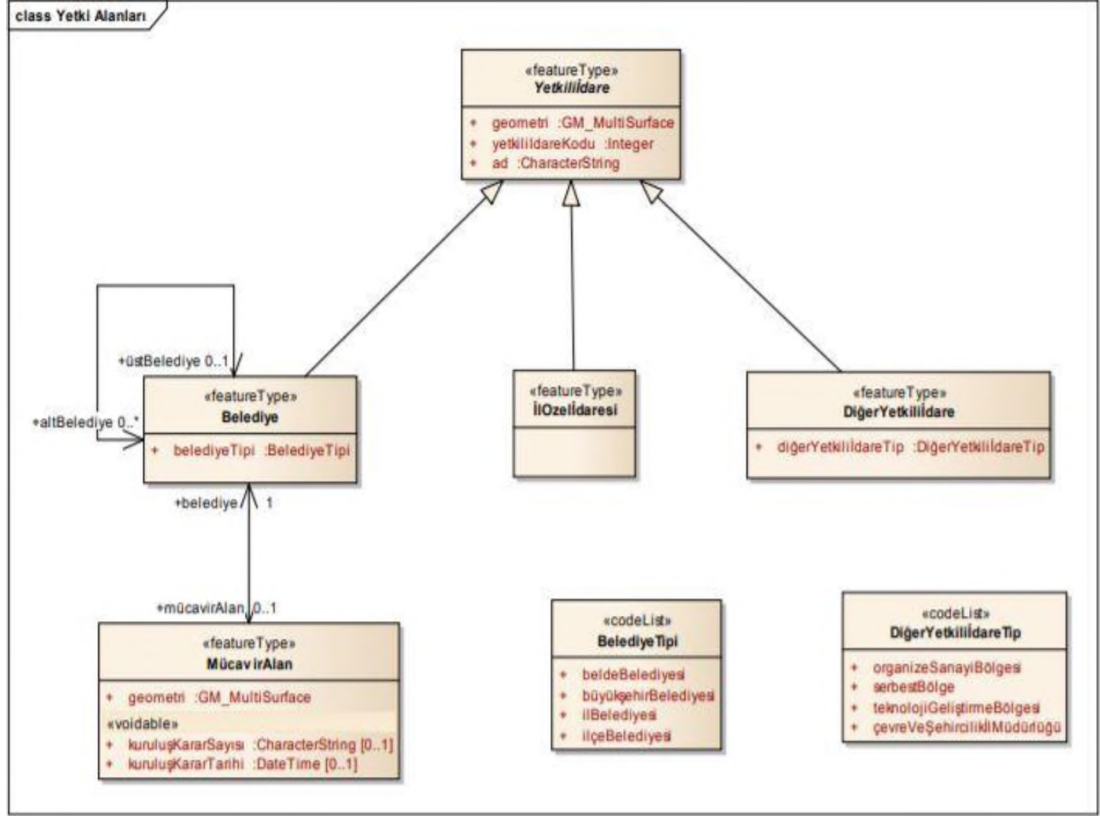 class Yetki Alanları
«featureType»
Yetkiliİdare
+ geometri :GM_MultiSurface
+ yetkiliIdareKodu :Integer
+ ad :CharacterString
+üstBelediye 0..1
+altBelediye 0..*
«featureType»
Belediye
+ belediyeTipi :BelediyeTipi
«featureType»
İlOzelİdaresi
«featureType»
DiğerYetkiliİdare
+ diğerYetkiliİdareTip :DiğerYetkiliİdareTip
+belediye 1
+mücavirAlan 0..1
«featureType»
MücavirAlan
+ geometri :GM_MultiSurface
«voidable»
+ kuruluşKararSayısı :CharacterString [0..1]
+ kuruluşKararTarihi :DateTime [0..1]
«codeList»
BelediyeTipi
+ beldeBelediyesi
+ büyükşehirBelediyesi
+ ilBelediyesi
+ ilçeBelediyesi
«codeList»
DiğerYetkiliİdareTip
+ organizeSanayiBölgesi
+ serbestBölge
+ teknolojiGeliştirmeBölgesi
+ çevreVeŞehircilikİlMüdürlüğü